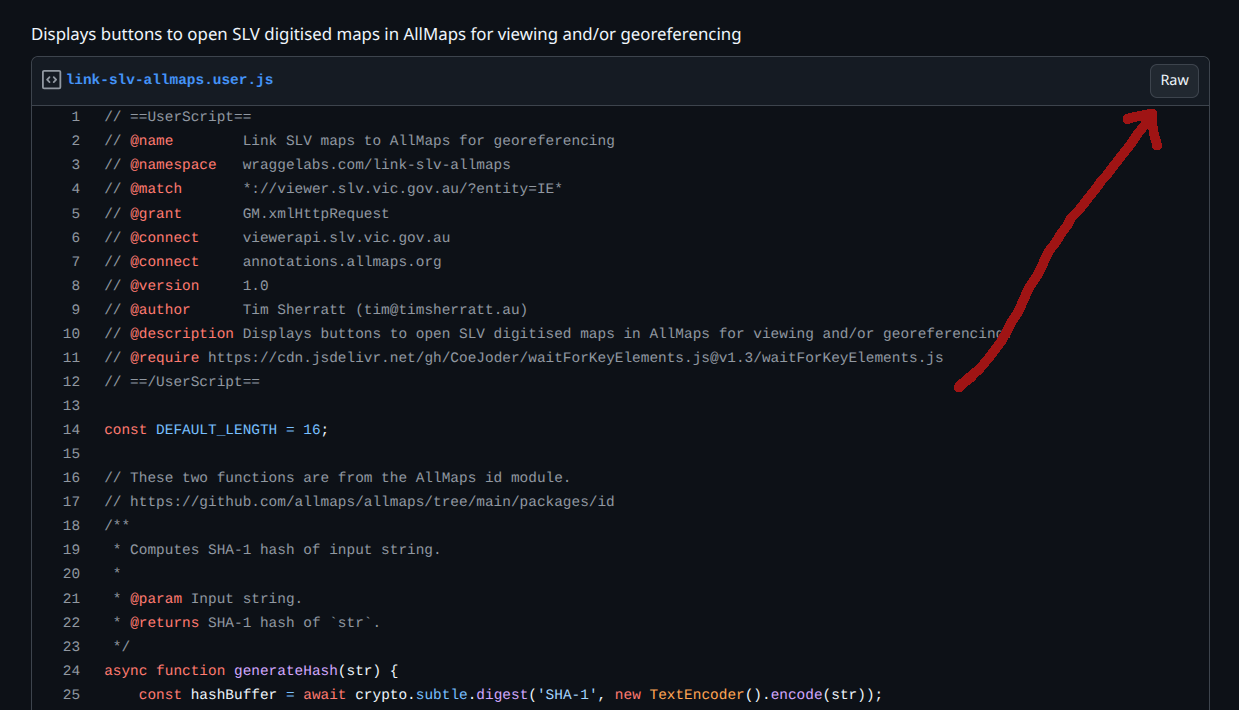 Displays buttons to open SLV digitised maps in AllMaps for viewing and/or georeferencing
link-slv-allmaps.user.js
Raw
1 // ==UserScript==
2 // @name        Link SLV maps to AllMaps for georeferencing
3 // @namespace   wraggelabs.com/link-slv-allmaps
4 // @match       *://viewer.slv.vic.gov.au/?entity=IE*
5 // @grant       GM.xmlHttpRequest
6 // @connect     viewerapi.slv.vic.gov.au
7 // @connect     annotations.allmaps.org
8 // @version     1.0
9 // @author      Tim Sherratt (tim@timsherratt.au)
10 // @description Displays buttons to open SLV digitised maps in AllMaps for viewing and/or georeferencing.
11 // @require https://cdn.jsdelivr.net/gh/CoeJoder/waitForKeyElements.js@v1.3/waitForKeyElements.js
12 // ==/UserScript==
13
14 const DEFAULT_LENGTH = 16;
15
16 // These two functions are from the AllMaps id module.
17 // https://github.com/allmaps/allmaps/tree/main/packages/id
18 /**
19  * Computes SHA-1 hash of input string.
20  *
21  * @param Input string.
22  * @returns SHA-1 hash of `str`.
23  */
24 async function generateHash(str) {
25     const hashBuffer = await crypto.subtle.digest('SHA-1', new TextEncoder().encode(str));